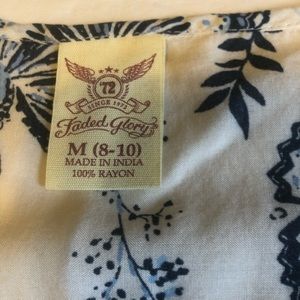 72
SINCE 1972
Faded Glory
M (8-10)
MADE IN INDIA
100% RAYON